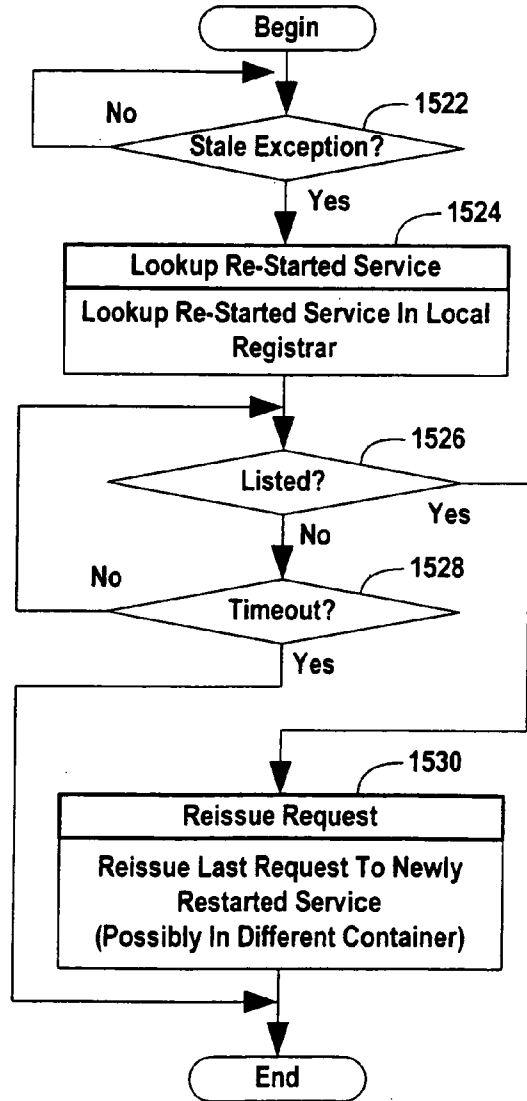 Begin
No
1522
Stale Exception?
Yes
1524
Lookup Re-Started Service
Lookup Re-Started Service In Local
Registrar
1526
Listed?
Yes
No
No
1528
Timeout?
Yes
1530
Reissue Request
Reissue Last Request To Newly
Restarted Service
(Possibly In Different Container)
End